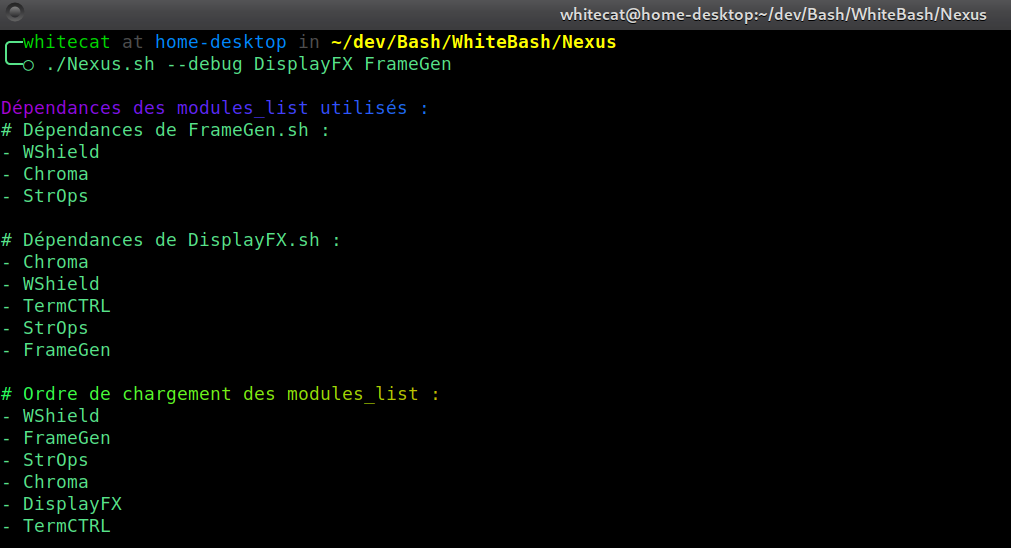 whitecat@home-desktop:~/dev/Bash/WhiteBash/Nexus
whitecat at home-desktop in ~/dev/Bash/WhiteBash/Nexus
./Nexus.sh --debug DisplayFX FrameGen
Dépendances des modules_list utilisés :
# Dépendances de FrameGen.sh :
- WShield
- Chroma
- StrOps
# Dépendances de DisplayFX.sh :
- Chroma
- WShield
- TermCTRL
- StrOps
- FrameGen
# Ordre de chargement des modules_list :
- WShield
- FrameGen
- StrOps
- Chroma
- DisplayFX
- TermCTRL